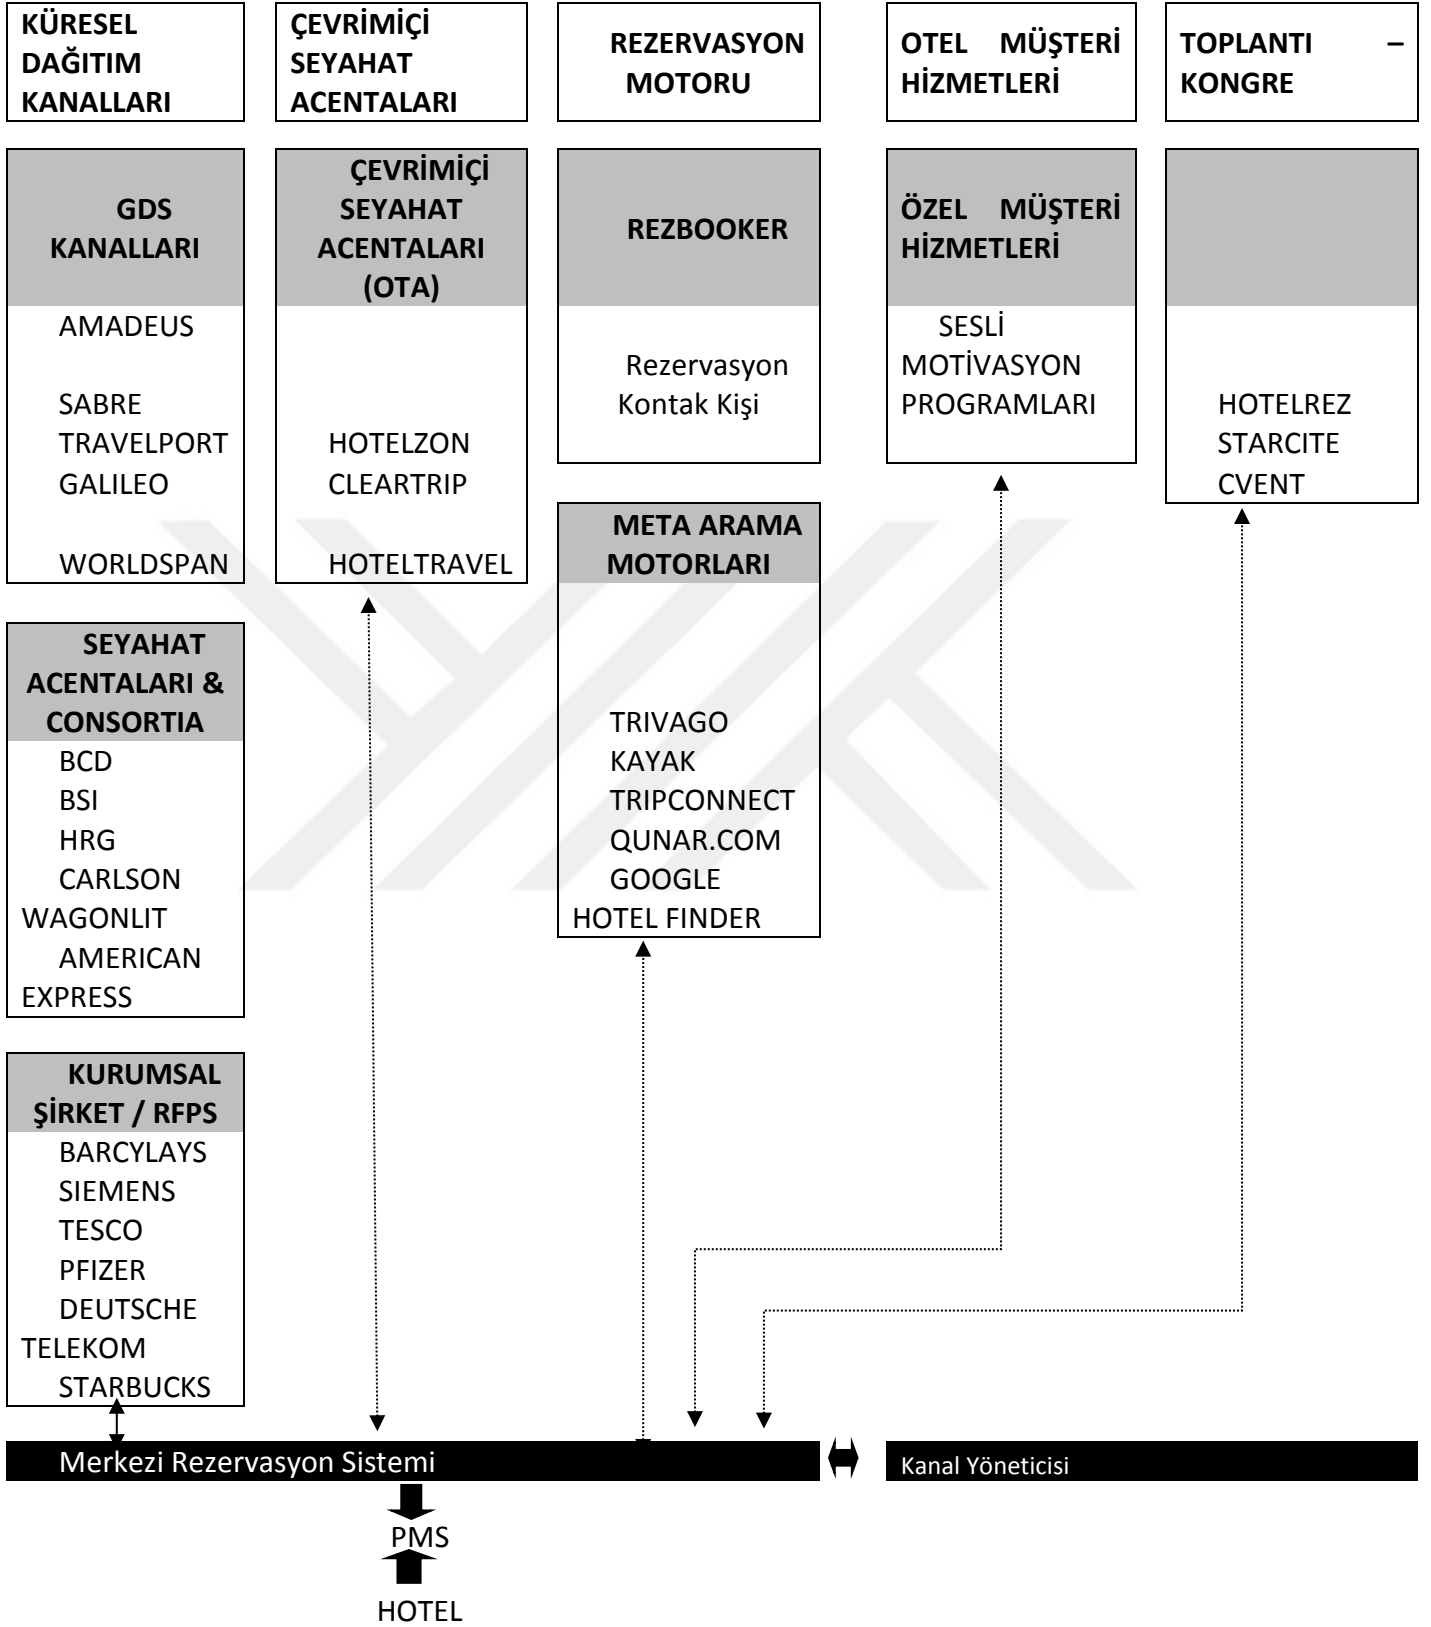 KÜRESEL
DAĞITIM
KANALLARI
ÇEVRİMİÇİ
SEYAHAT
ACENTALARI
REZERVASYON
MOTORU
OTEL MÜŞTERİ
HİZMETLERİ
TOPLANTI –
KONGRE
GDS
KANALLARI
AMADEUS
SABRE
TRAVELPORT
GALILEO
WORLDSPAN
SEYAHAT
ACENTALARI &
CONSORTIA
BCD
BSI
HRG
CARLSON
WAGONLIT
AMERICAN
EXPRESS
KURUMSAL
ŞİRKET / RFPS
BARCYLAYS
SIEMENS
TESCO
PFIZER
DEUTSCHE
TELEKOM
STARBUCKS
ÇEVRİMİÇİ
SEYAHAT
ACENTALARI
(OTA)
HOTELZON
CLEARTRIP
HOTELTRAVEL
REZBOOKER
Rezervasyon
Kontak Kişi
META ARAMA
MOTORLARI
TRIVAGO
KAYAK
TRIPCONNECT
QUNAR.COM
GOOGLE
HOTEL FINDER
ÖZEL MÜŞTERİ
HİZMETLERİ
SESLİ
MOTİVASYON
PROGRAMLARI
HOTELREZ
STARCITE
CVENT
Merkezi Rezervasyon Sistemi
Kanal Yöneticisi
PMS
HOTEL